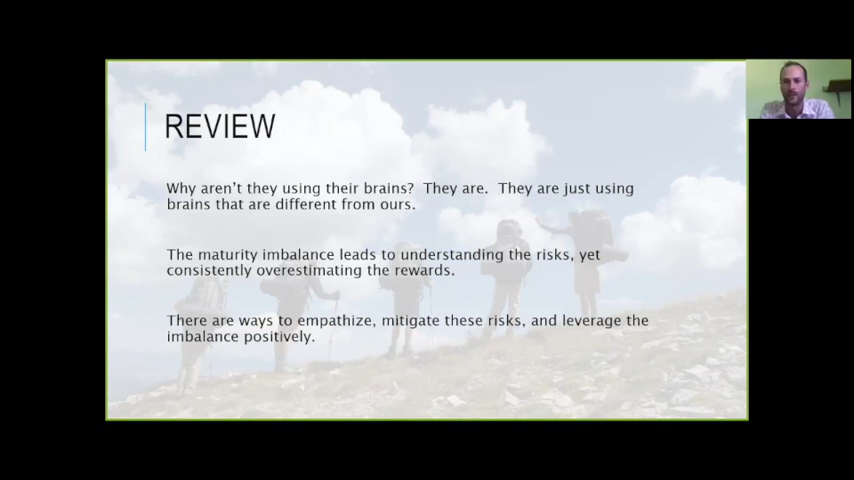 REVIEW
Why aren't they using their brains?  They are.  They are just using
brains that are different from ours.
The maturity imbalance leads to understanding the risks, yet
consistently overestimating the rewards.
There are ways to empathize, mitigate these risks, and leverage the
imbalance positively.